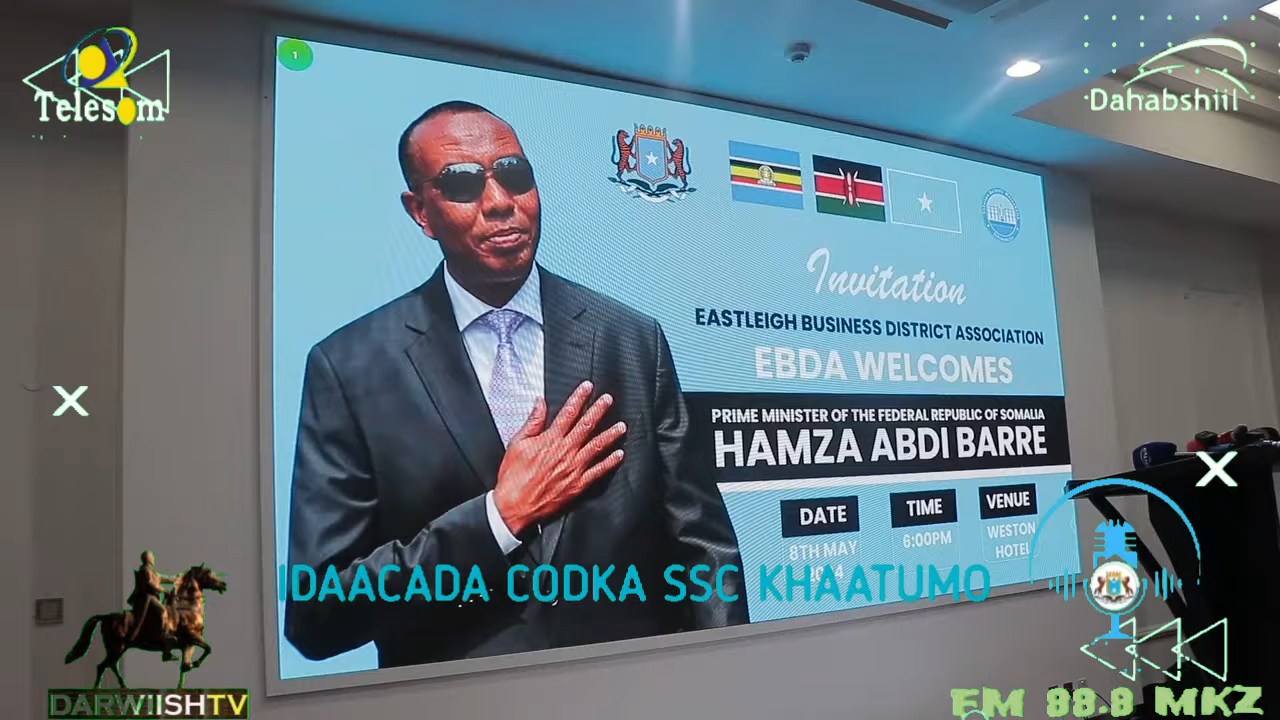 1
Telesom
Dahabshiil
Invitation
EASTLEIGH BUSINESS DISTRICT ASSOCIATION
EBDA WELCOMES
PRIME MINISTER OF THE FEDERAL REPUBLIC OF SOMALIA
HAMZA ABDI BARRE
DATE
8TH MAY
TIME
6:00PM
VENUE
WESTON
HOTEL
IDAACADA CODKA SSC KHAATUMO
DARWIISHTV
FM 88.8 MKZ